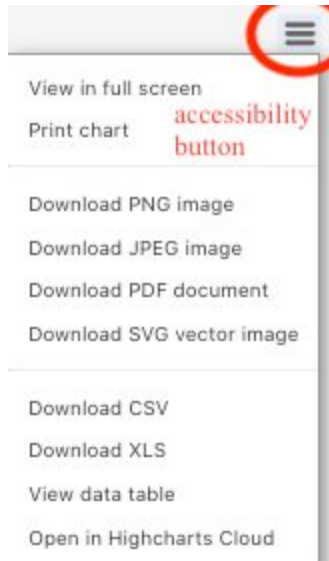 View in full screen
accessibility
Print chart
button
Download PNG image
Download JPEG image
Download PDF document
Download SVG vector image
Download CSV
Download XLS
View data table
Open in Highcharts Cloud